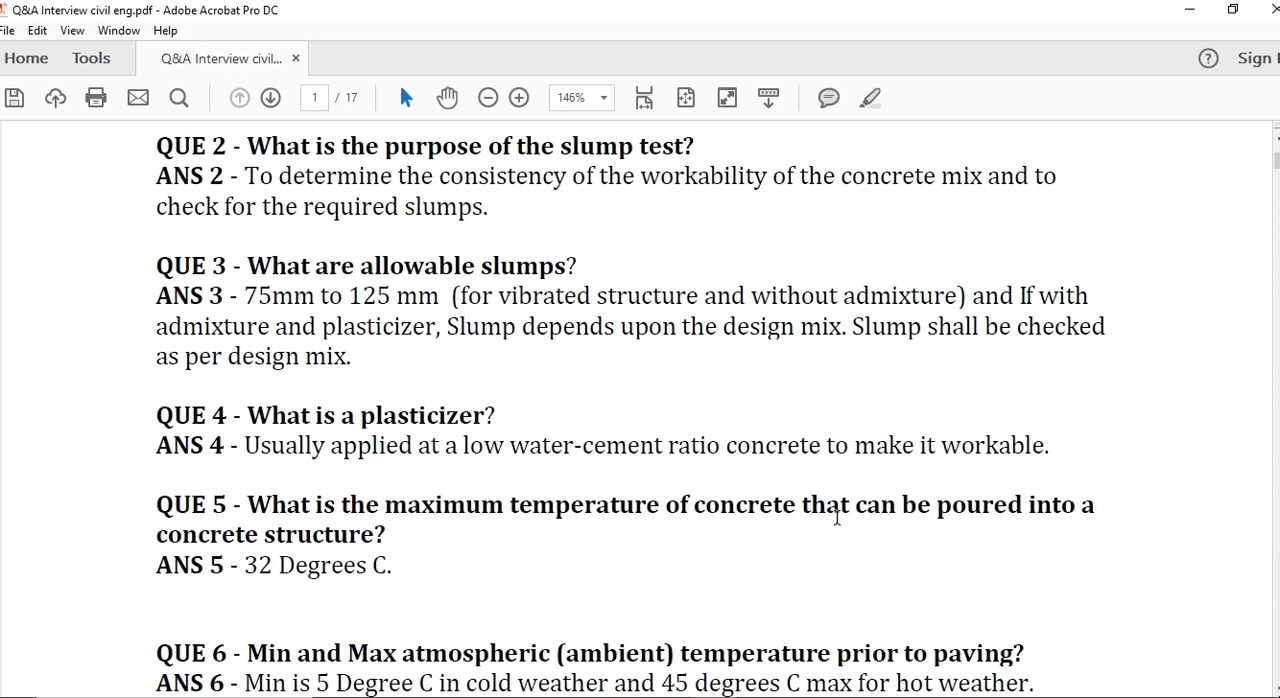 Q&A Interview civil eng.pdf - Adobe Acrobat Pro DC
File Edit View Window Help
Home Tools Q&A Interview civil... × Sign
1 / 17 146%
QUE 2 - What is the purpose of the slump test?
ANS 2 - To determine the consistency of the workability of the concrete mix and to
check for the required slumps.
QUE 3 - What are allowable slumps?
ANS 3 - 75mm to 125 mm (for vibrated structure and without admixture) and If with
admixture and plasticizer, Slump depends upon the design mix. Slump shall be checked
as per design mix.
QUE 4 - What is a plasticizer?
ANS 4 - Usually applied at a low water-cement ratio concrete to make it workable.
QUE 5 - What is the maximum temperature of concrete that can be poured into a
concrete structure?
ANS 5 - 32 Degrees C.
QUE 6 - Min and Max atmospheric (ambient) temperature prior to paving?
ANS 6 - Min is 5 Degree C in cold weather and 45 degrees C max for hot weather.